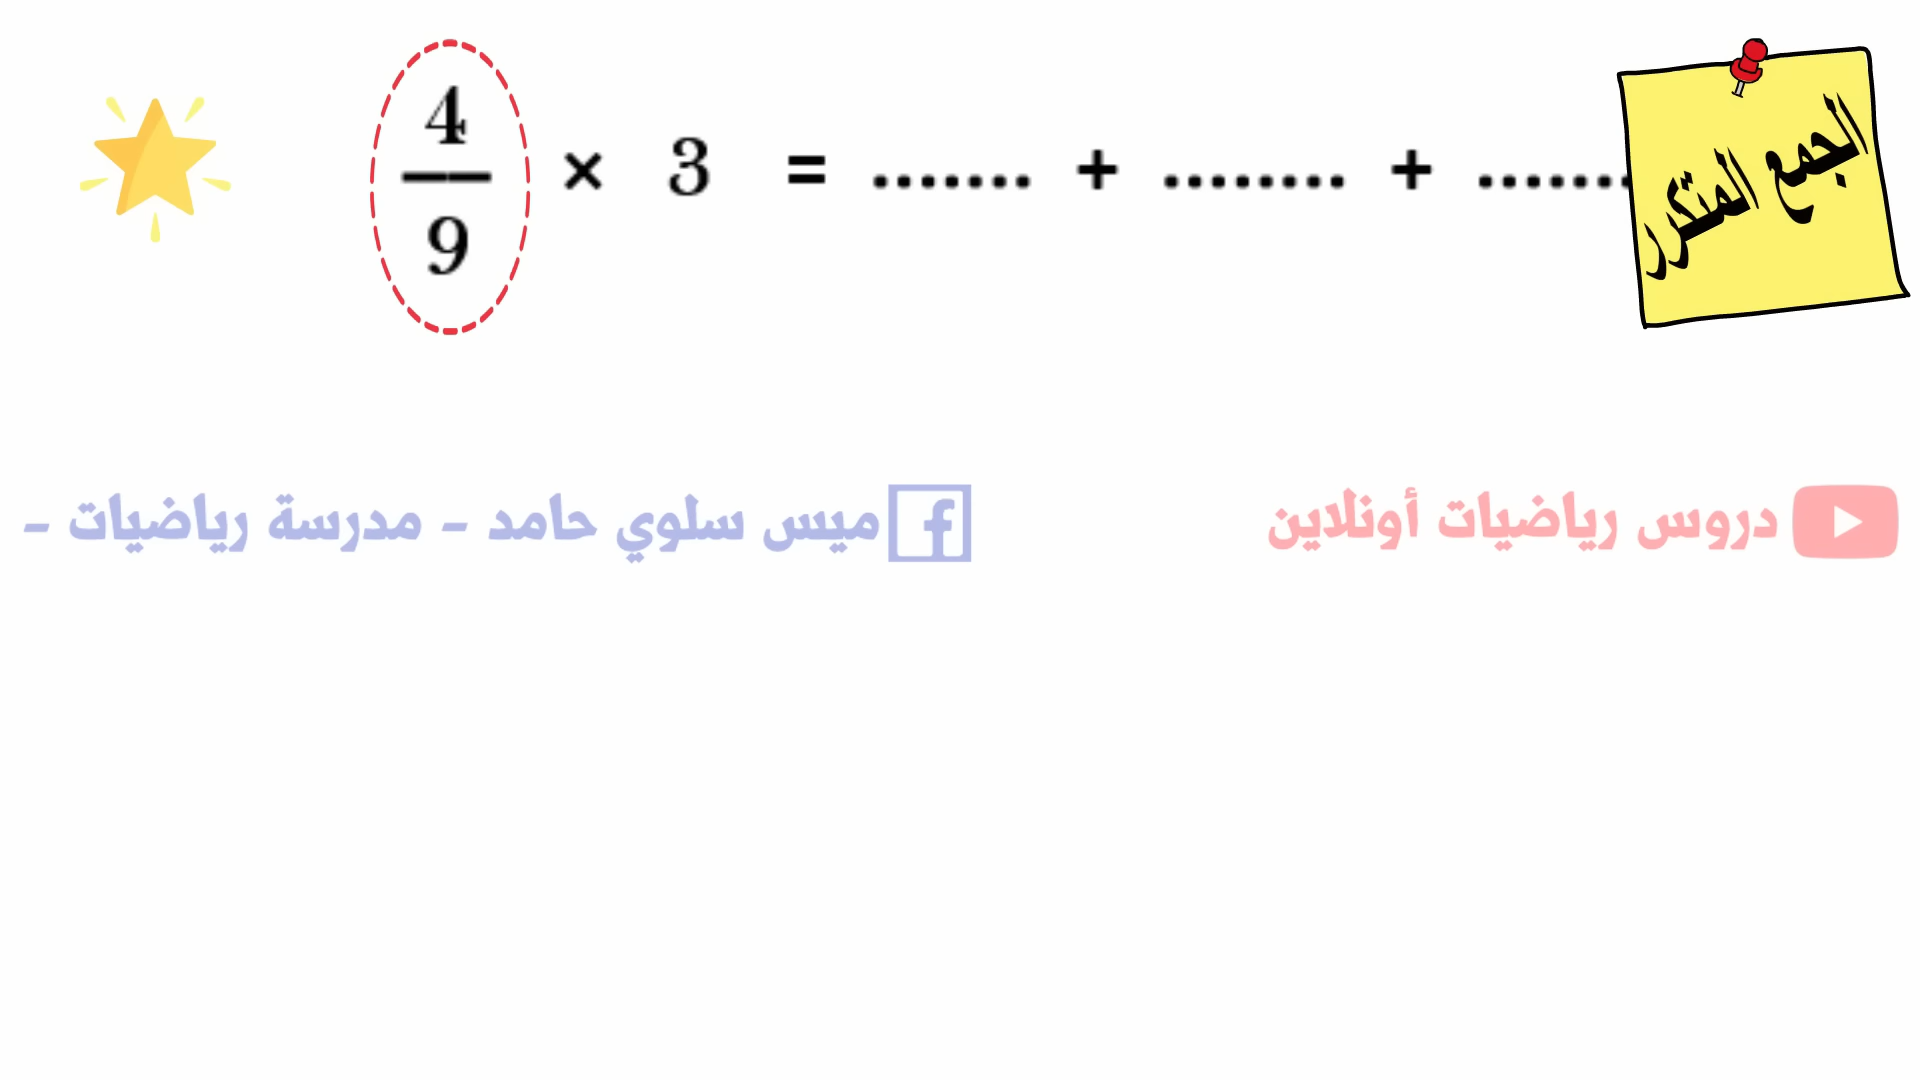 4/9 × 3 = ....... + ........ + .......
الجمع المتكرر
ميس سلوي حامد - مدرسة رياضيات -
دروس رياضيات أونلاين